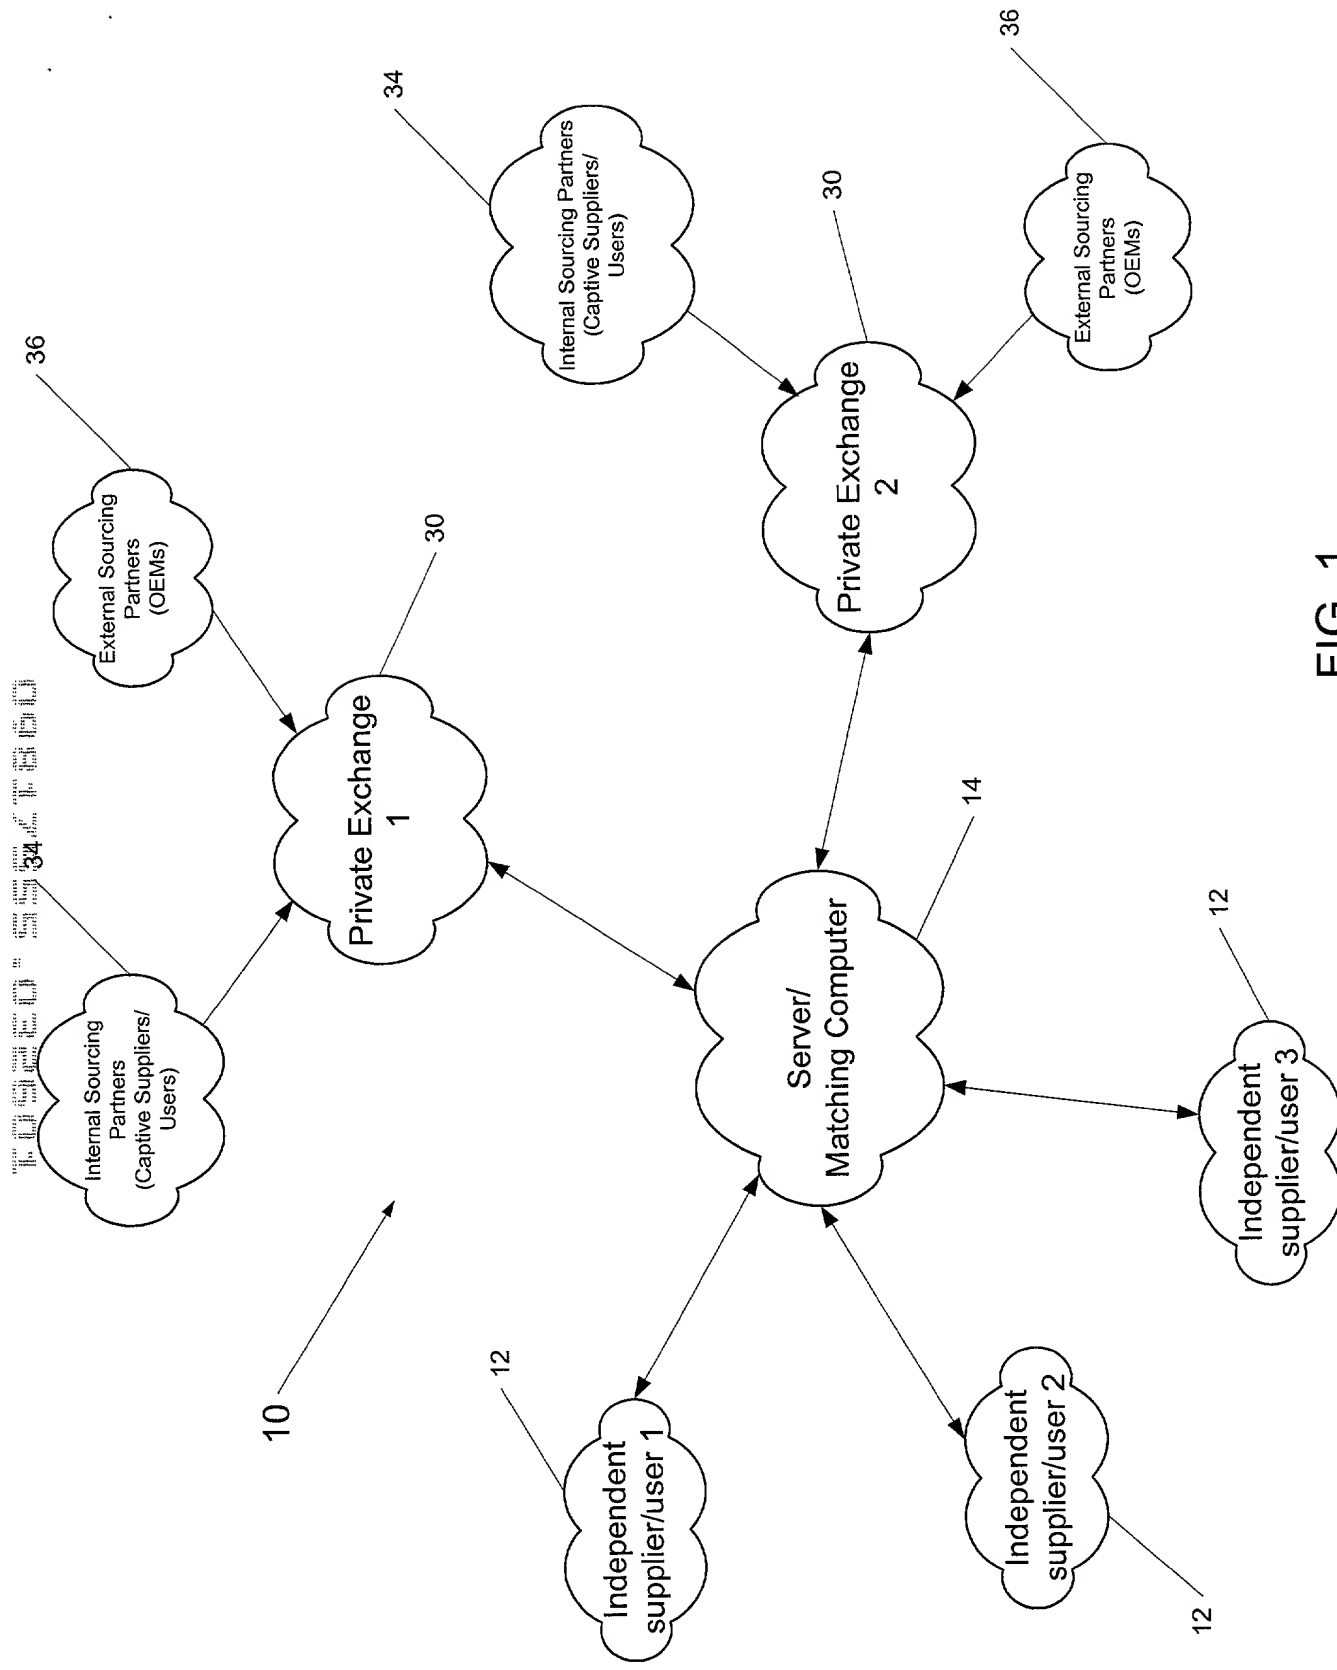 34
36
Internal Sourcing
Partners
(Captive Suppliers/
Users)
External Sourcing
Partners
(OEMs)
10
Private Exchange
1
30
34
12
Independent
supplier/user 1
Internal Sourcing Partners
(Captive Suppliers/
Users)
Server/
Matching Computer
14
Private Exchange
2
30
36
Independent
supplier/user 2
12
External Sourcing
Partners
(OEMs)
12
Independent
supplier/user 3
FIG. 1